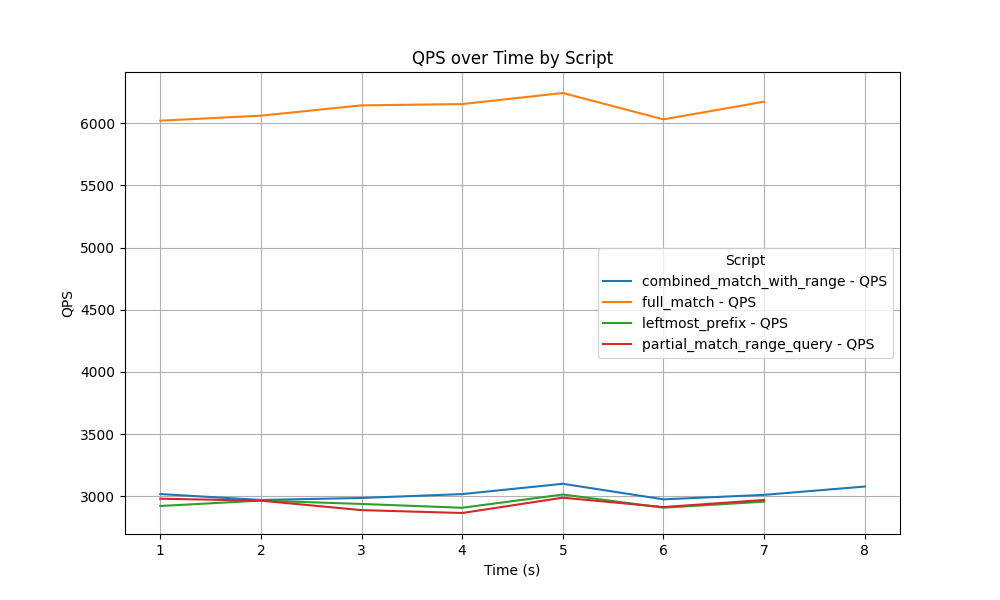 QPS over Time by Script
QPS
6000
5500
5000
4500
4000
3500
3000
Script
combined_match_with_range - QPS
full_match - QPS
leftmost_prefix - QPS
partial_match_range_query - QPS
1 2 3 4 5 6 7 8
Time (s)